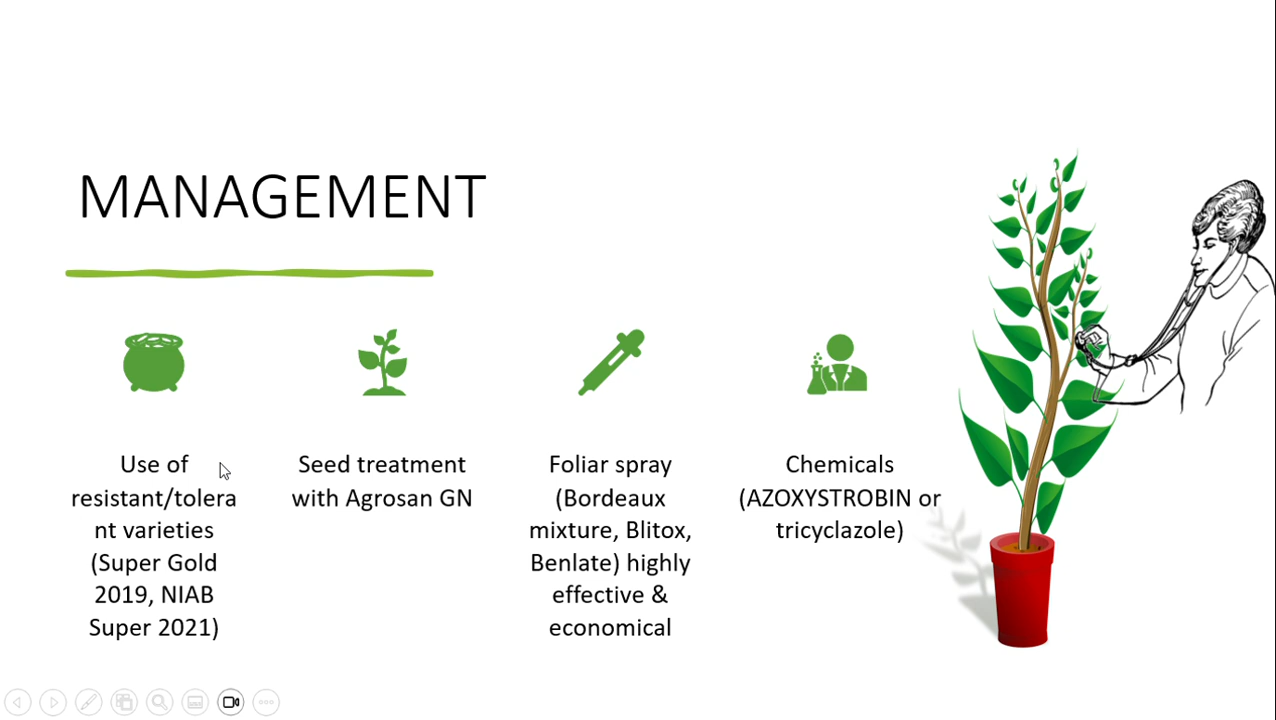 MANAGEMENT
Use of
resistant/tolera
nt varieties
(Super Gold
2019, NIAB
Super 2021)
Seed treatment
with Agrosan GN
Foliar spray
(Bordeaux
mixture, Blitox,
Benlate) highly
effective &
economical
Chemicals
(AZOXYSTROBIN or
tricyclazole)